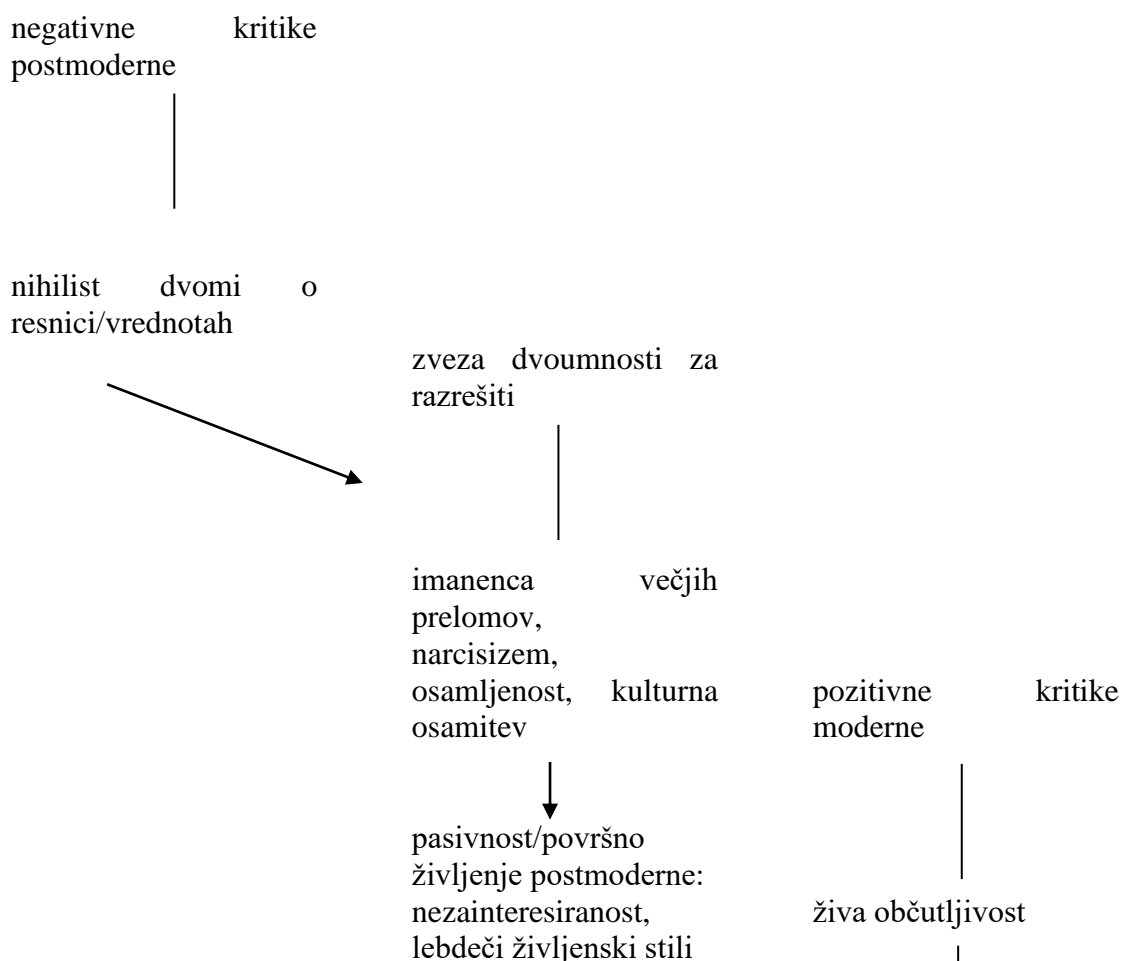 negativne kritike
postmoderne
nihilist dvomi o
resnici/vrednotah
zveza dvoumnosti za
razrešiti
imanenca večjih
prelomov,
narcisizem,
osamljenost, kulturna
osamitev
pozitivne kritike
moderne
pasivnost/površno
življenje postmoderne:
nezainteresiranost,
lebdeči življenski stili
živa občutljivost